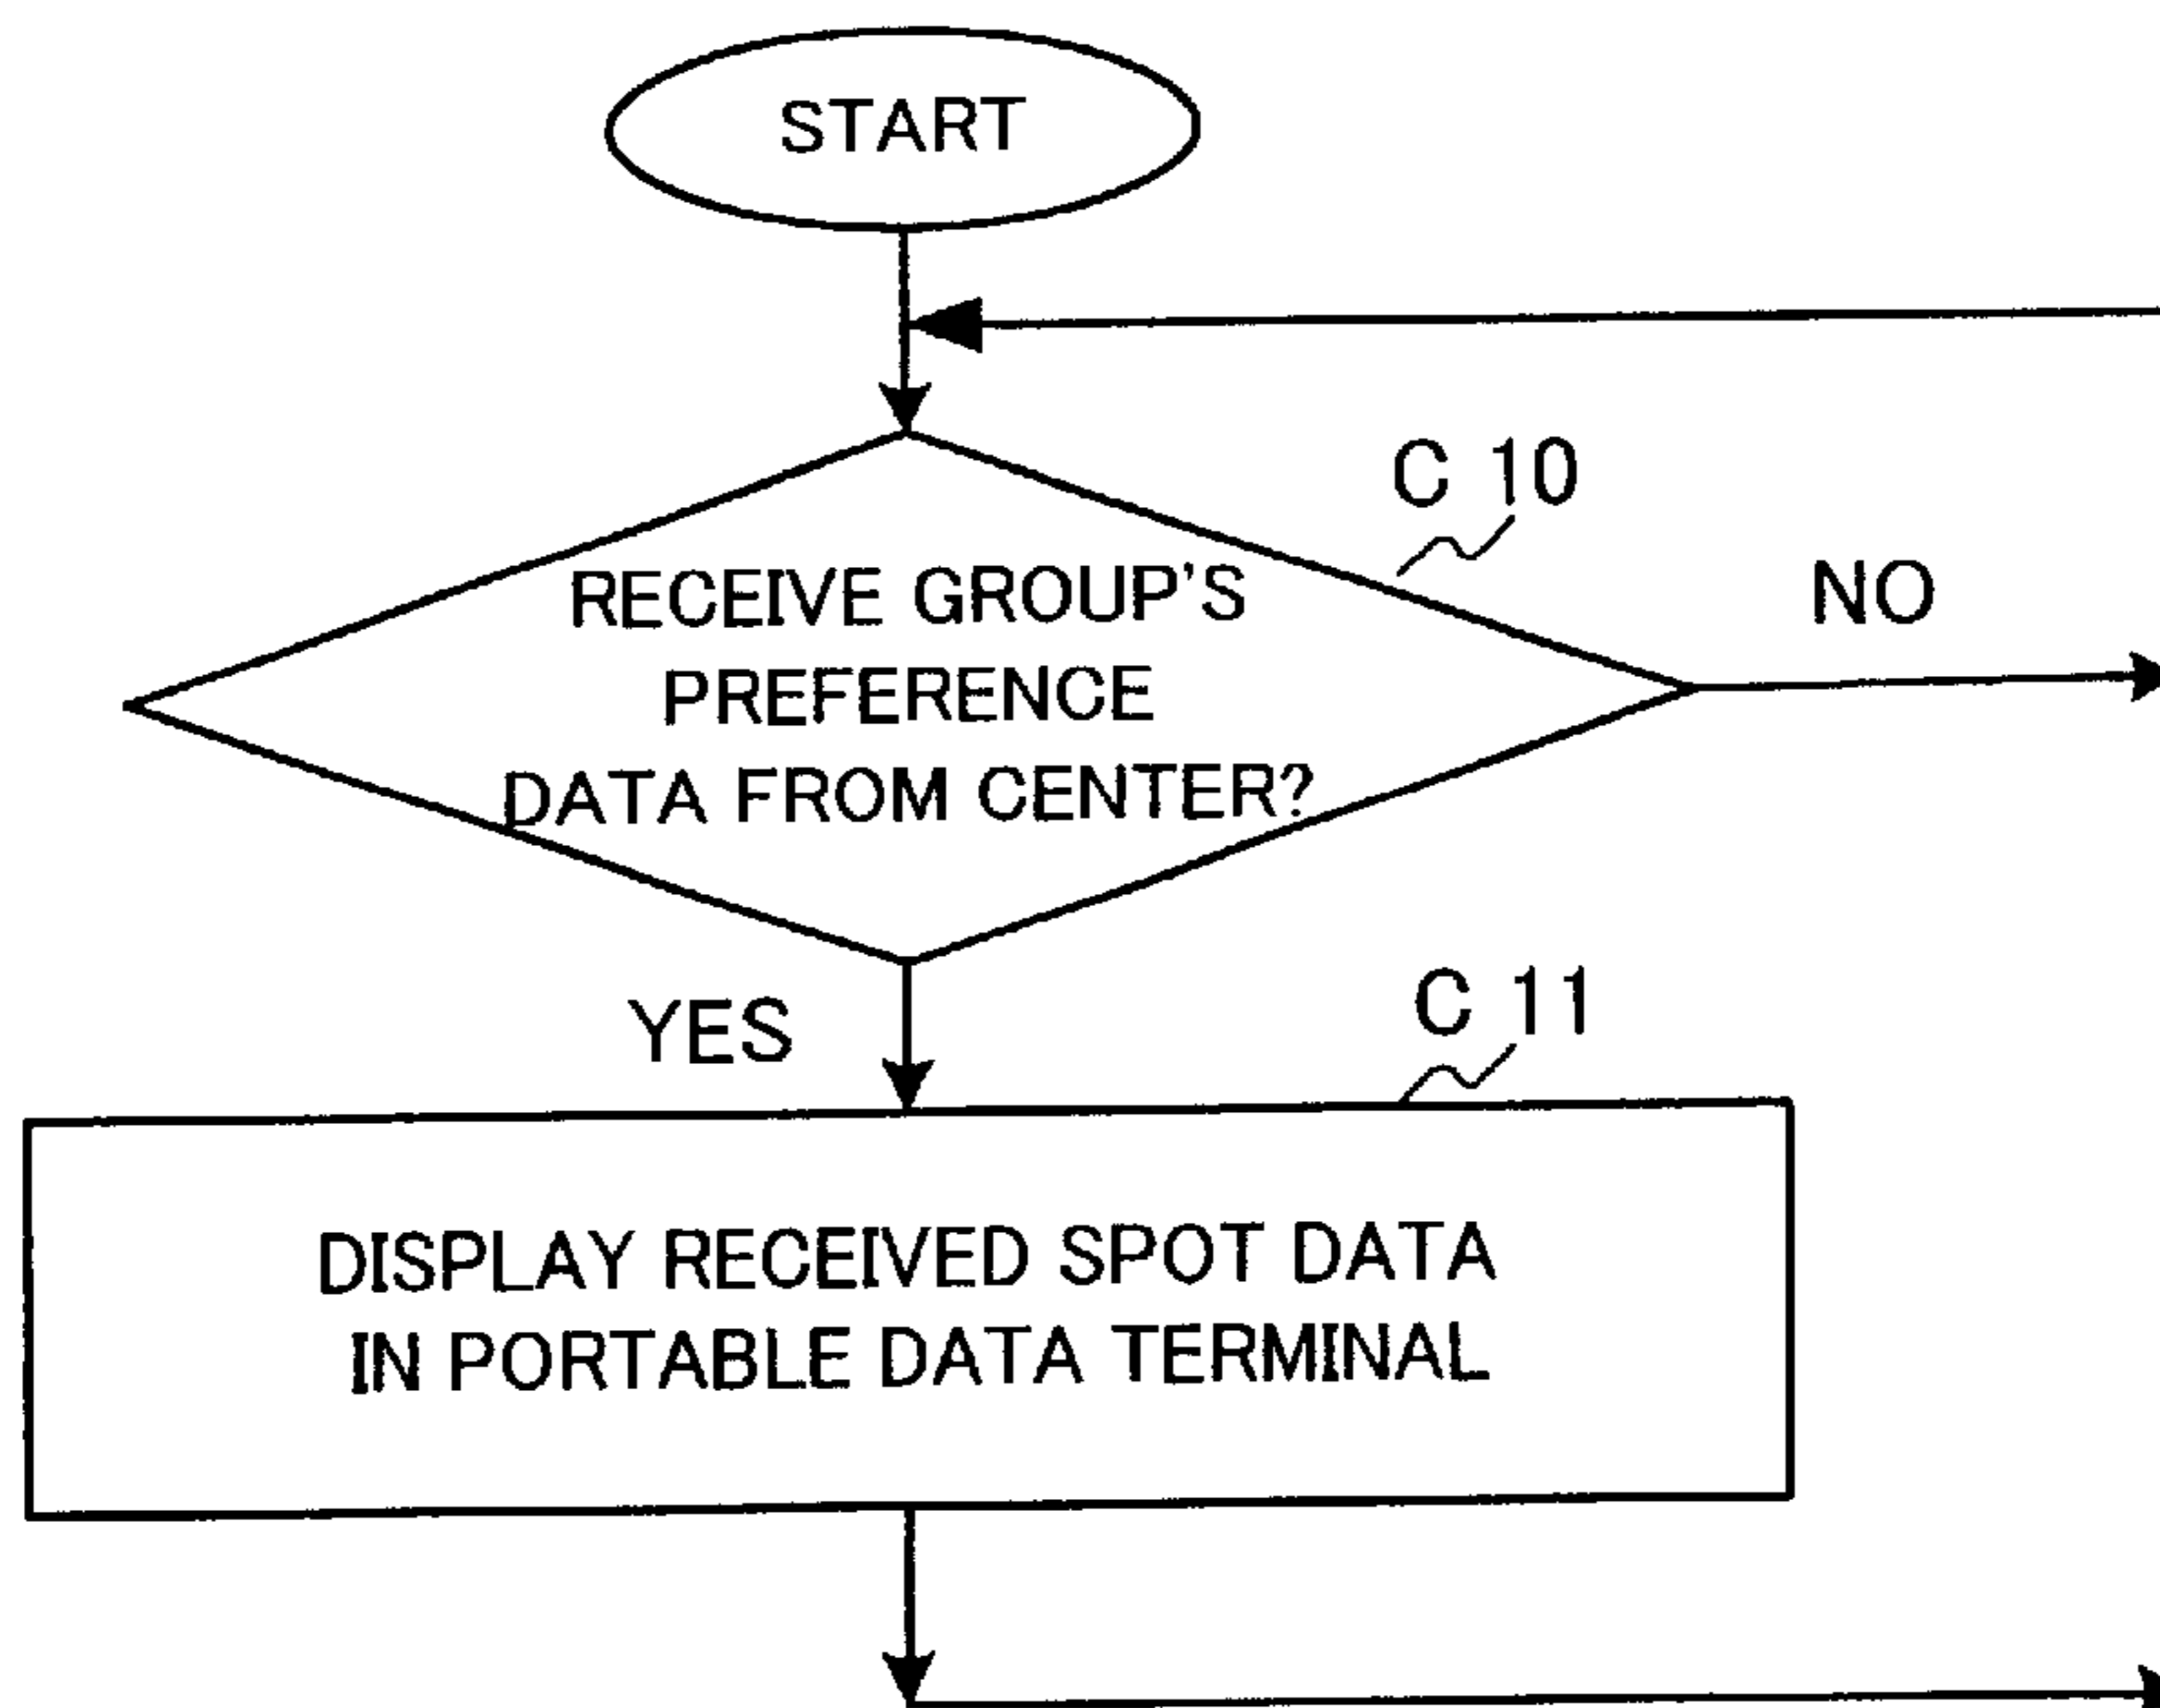 START
C 10
RECEIVE GROUP'S
PREFERENCE
DATA FROM CENTER?
NO
YES
C 11
DISPLAY RECEIVED SPOT DATA
IN PORTABLE DATA TERMINAL